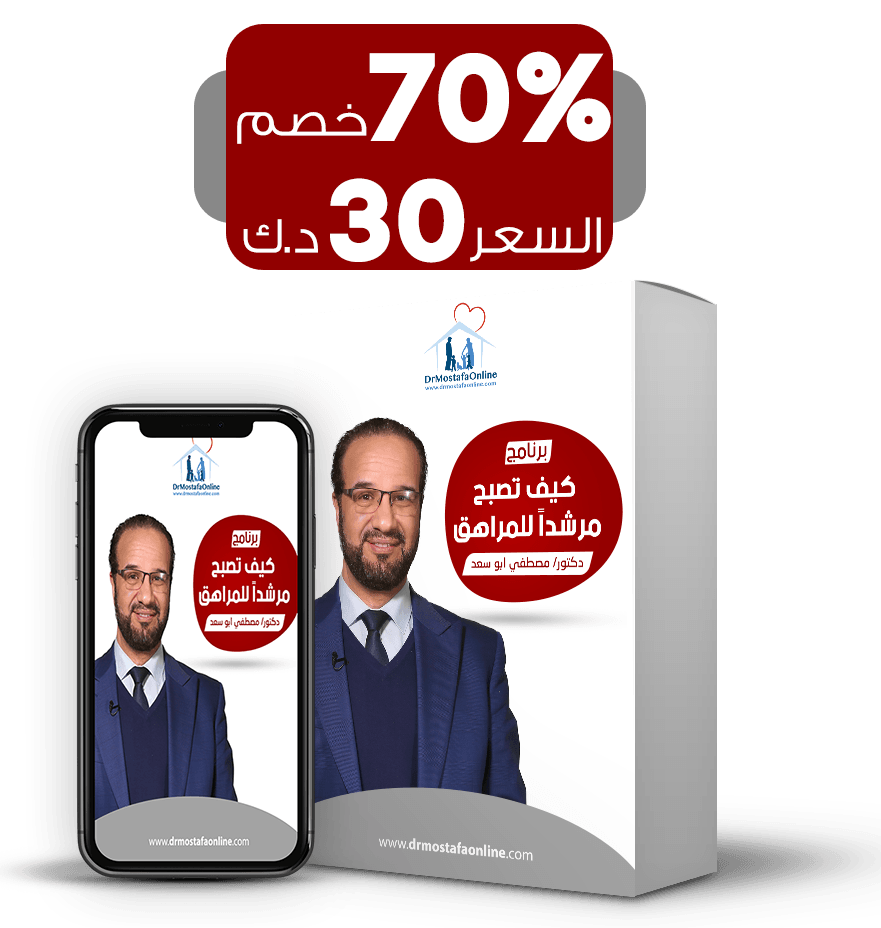 70% خصم
السعر 30 د.ك
DrMostafaOnline
www.drmostafaonline.com
برنامج
كيف تصبح
مرشداً للمراهق
دكتور/ مصطفي ابو سعد
www.drmostafaonline.com
DrMostafaOnline
www.drmostafaonline.com
برنامج
كيف تصبح
مرشداً للمراهق
دكتور/ مصطفي ابو سعد
www.drmostafaonline.com